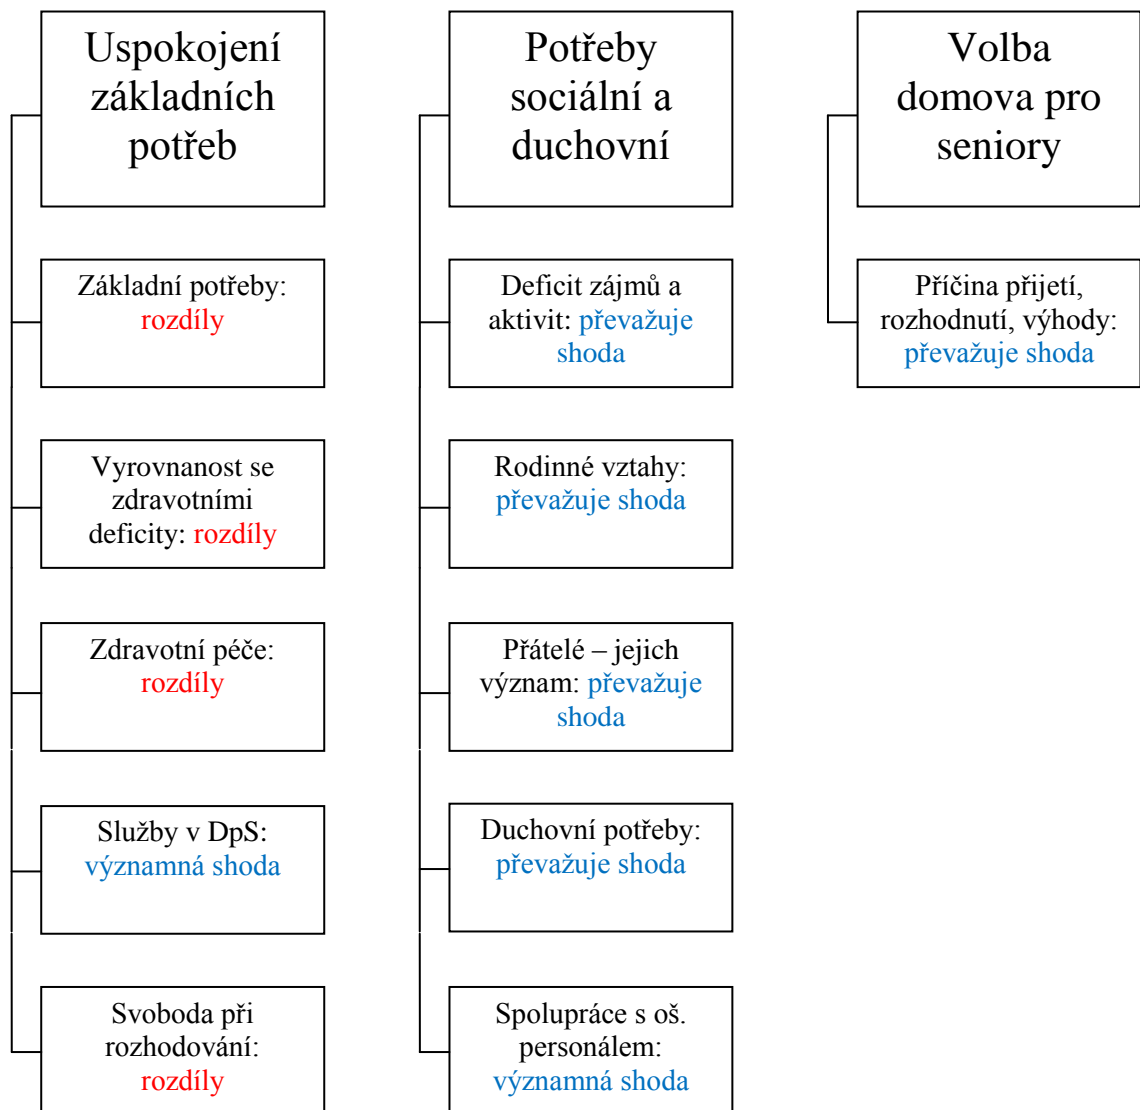 Uspokojení
základních
potřeb
Základní potřeby:
rozdíly
Vyrovnanost se
zdravotními
deficity: rozdíly
Zdravotní péče:
rozdíly
Služby v DpS:
významná shoda
Svoboda při
rozhodování:
rozdíly
Potřeby
sociální a
duchovní
Deficit zájmů a
aktivit: převažuje
shoda
Rodinné vztahy:
převažuje shoda
Přátelé – jejich
význam: převažuje
shoda
Duchovní potřeby:
převažuje shoda
Spolupráce s oš.
personálem:
významná shoda
Volba
domova pro
seniory
Příčina přijetí,
rozhodnutí, výhody:
převažuje shoda